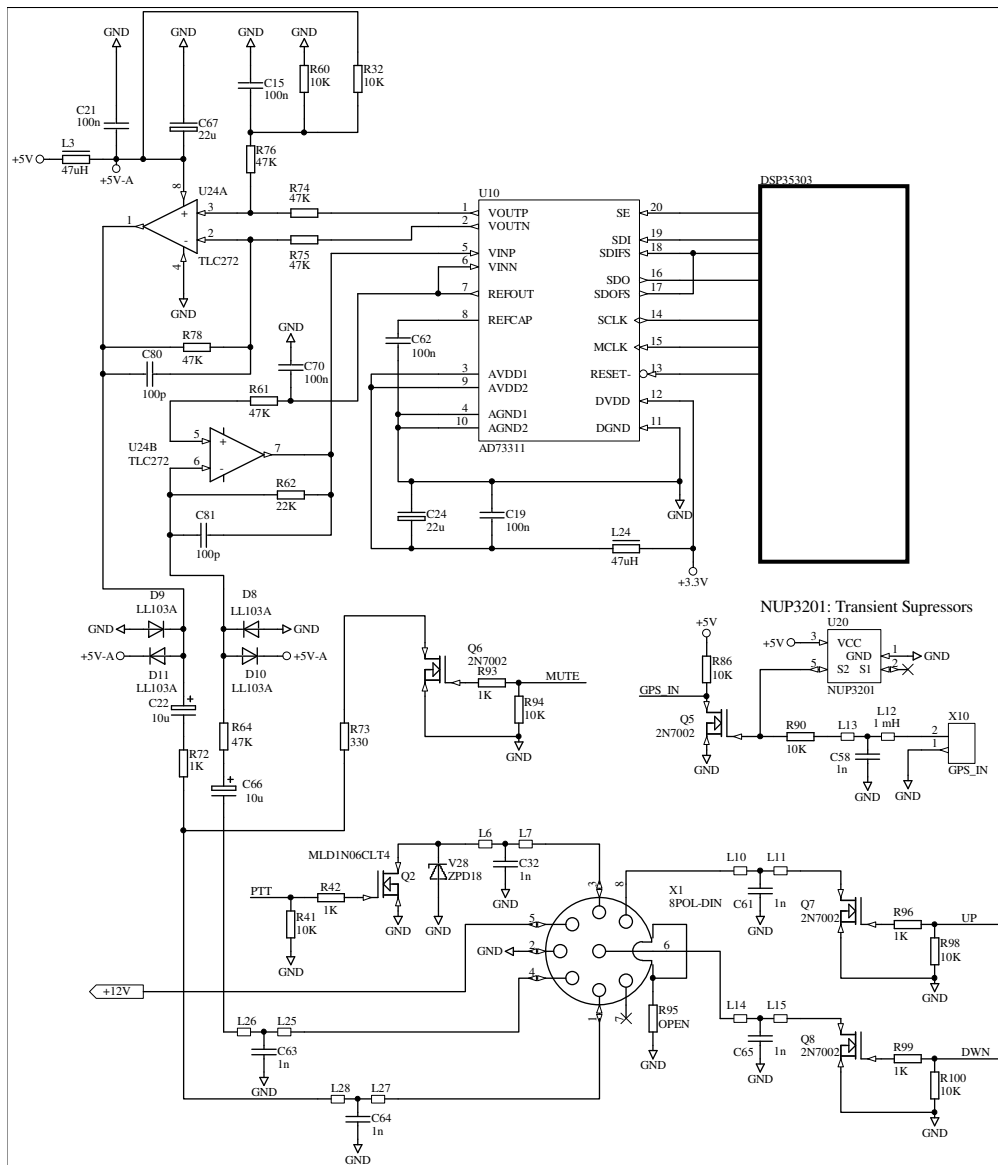 GND GND GND GND
R60
10K
R32
10K
C15
100n
C21
100n
C67
22u
L3
+5V
47uH
+5V-A
R76
47K
8
U24A
1
3
+
2
-
4
TLC272
GND
R74
47K
R75
47K
U10
1 VOUTP SE 20
2 VOUTN
SDI 19
5 VINP SDIFS 18
6 VINN
SDO 16
7 REFOUT SDOFS 17
8 REFCAP SCLK 14
MCLK 15
3 AVDD1 RESET- 13
9 AVDD2
DVDD 12
4 AGND1
10 AGND2 DGND 11
AD73311
DSP35303
GND
R78
47K
C80
100p
C70
100n
C62
100n
R61
47K
U24B
TLC272
5
+
6
-
7
R62
22K
C81
100p
C24
22u
C19
100n
GND
L24
47uH
+3.3V
D9
LL103A
D8
LL103A
GND GND
+5V-A +5V-A
D11
LL103A
D10
LL103A
C22
10u
+
R64
47K
R72
1K
C66
10u
+
R73
330
Q6
2N7002
R93
1K
MUTE
R94
10K
GND GND
NUP3201: Transient Supressors
U20
+5V
R86
10K
+5V 3 VCC
GND 1 GND
5 S2 S1 2
NUP3201
GPS_IN
Q5
2N7002
GND
R90
10K
L13
L12
1 mH
C58
1n
GND
X10
2
1
GPS_IN
GND
MLD1N06CLT4
Q2
PTT
R42
1K
R41
10K
GND
GND GND
V28
ZPD18
L6 L7
C32
1n
GND
X1
8POL-DIN
3
8
5
2
GND
4
6
1
7
+12V
R95
OPEN
GND
L10 L11
C61 1n
GND
Q7
2N7002
R96
1K
UP
R98
10K
GND
L14 L15
C65 1n
GND
Q8
2N7002
R99
1K
DWN
R100
10K
GND
L26 L25
C63
1n
GND
L28 L27
C64
1n
GND